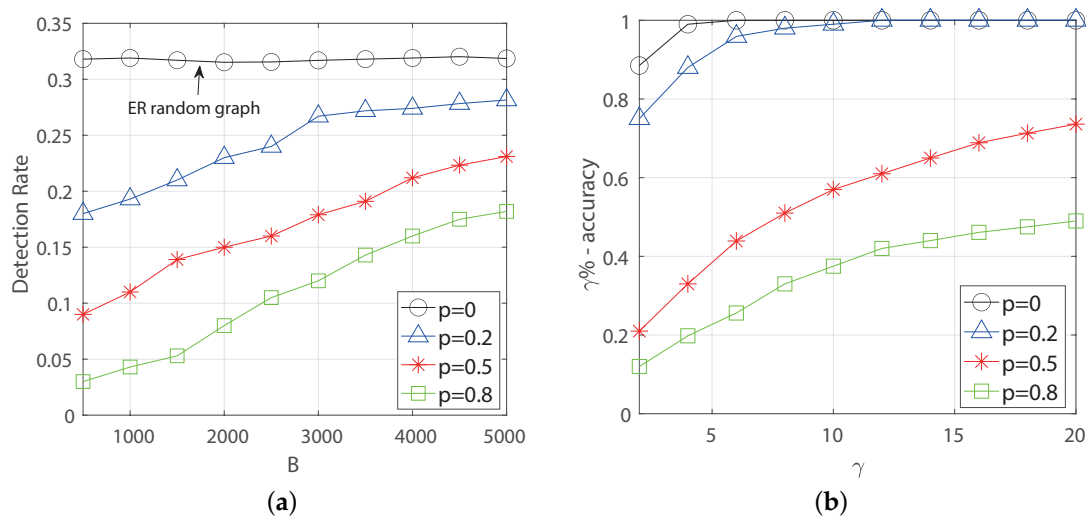 0.35
0.3
0.25
0.2
0.15
0.1
0.05
0
Detection Rate
ER random graph
p=0
p=0.2
p=0.5
p=0.8
1000
2000
3000
4000
5000
B
(a)
1
0.8
0.6
0.4
0.2
0
γ% - accuracy
p=0
p=0.2
p=0.5
p=0.8
5
10
15
20
γ
(b)